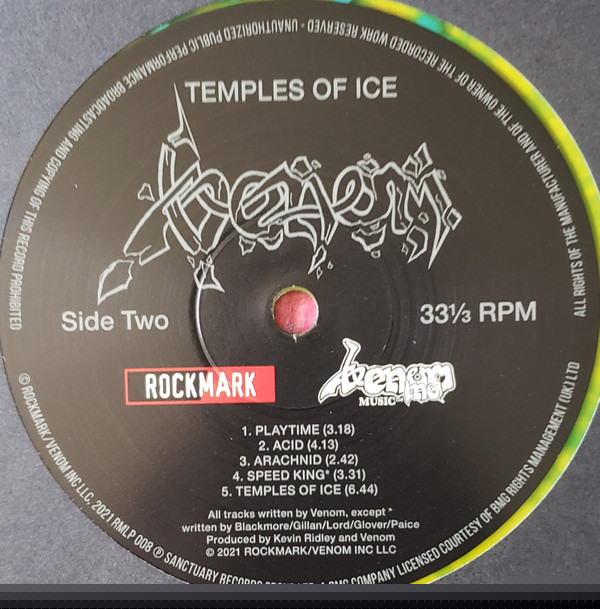 TEMPLES OF ICE
Venom
Side Two
33⅓ RPM
ROCKMARK
Venom
MUSIC INC
1. PLAYTIME (3.18)
2. ACID (4.13)
3. ARACHNID (2.42)
4. SPEED KING* (3.31)
5. TEMPLES OF ICE (6.44)
All tracks written by Venom, except *
written by Blackmore/Gillan/Lord/Glover/Paice
Produced by Kevin Ridley and Venom
© 2021 ROCKMARK/VENOM INC LLC
© ROCKMARK/VENOM INC LLC, 2021 RMLP 008 ℗ SANCTUARY RECORDS A BMG COMPANY LICENSED COURTESY OF BMG RIGHTS MANAGEMENT (UK) LTD
ALL RIGHTS OF THE MANUFACTURER AND OF THE OWNER OF THE RECORDED WORK RESERVED - UNAUTHORIZED PUBLIC PERFORMANCE BROADCASTING AND COPYING OF THIS RECORD PROHIBITED